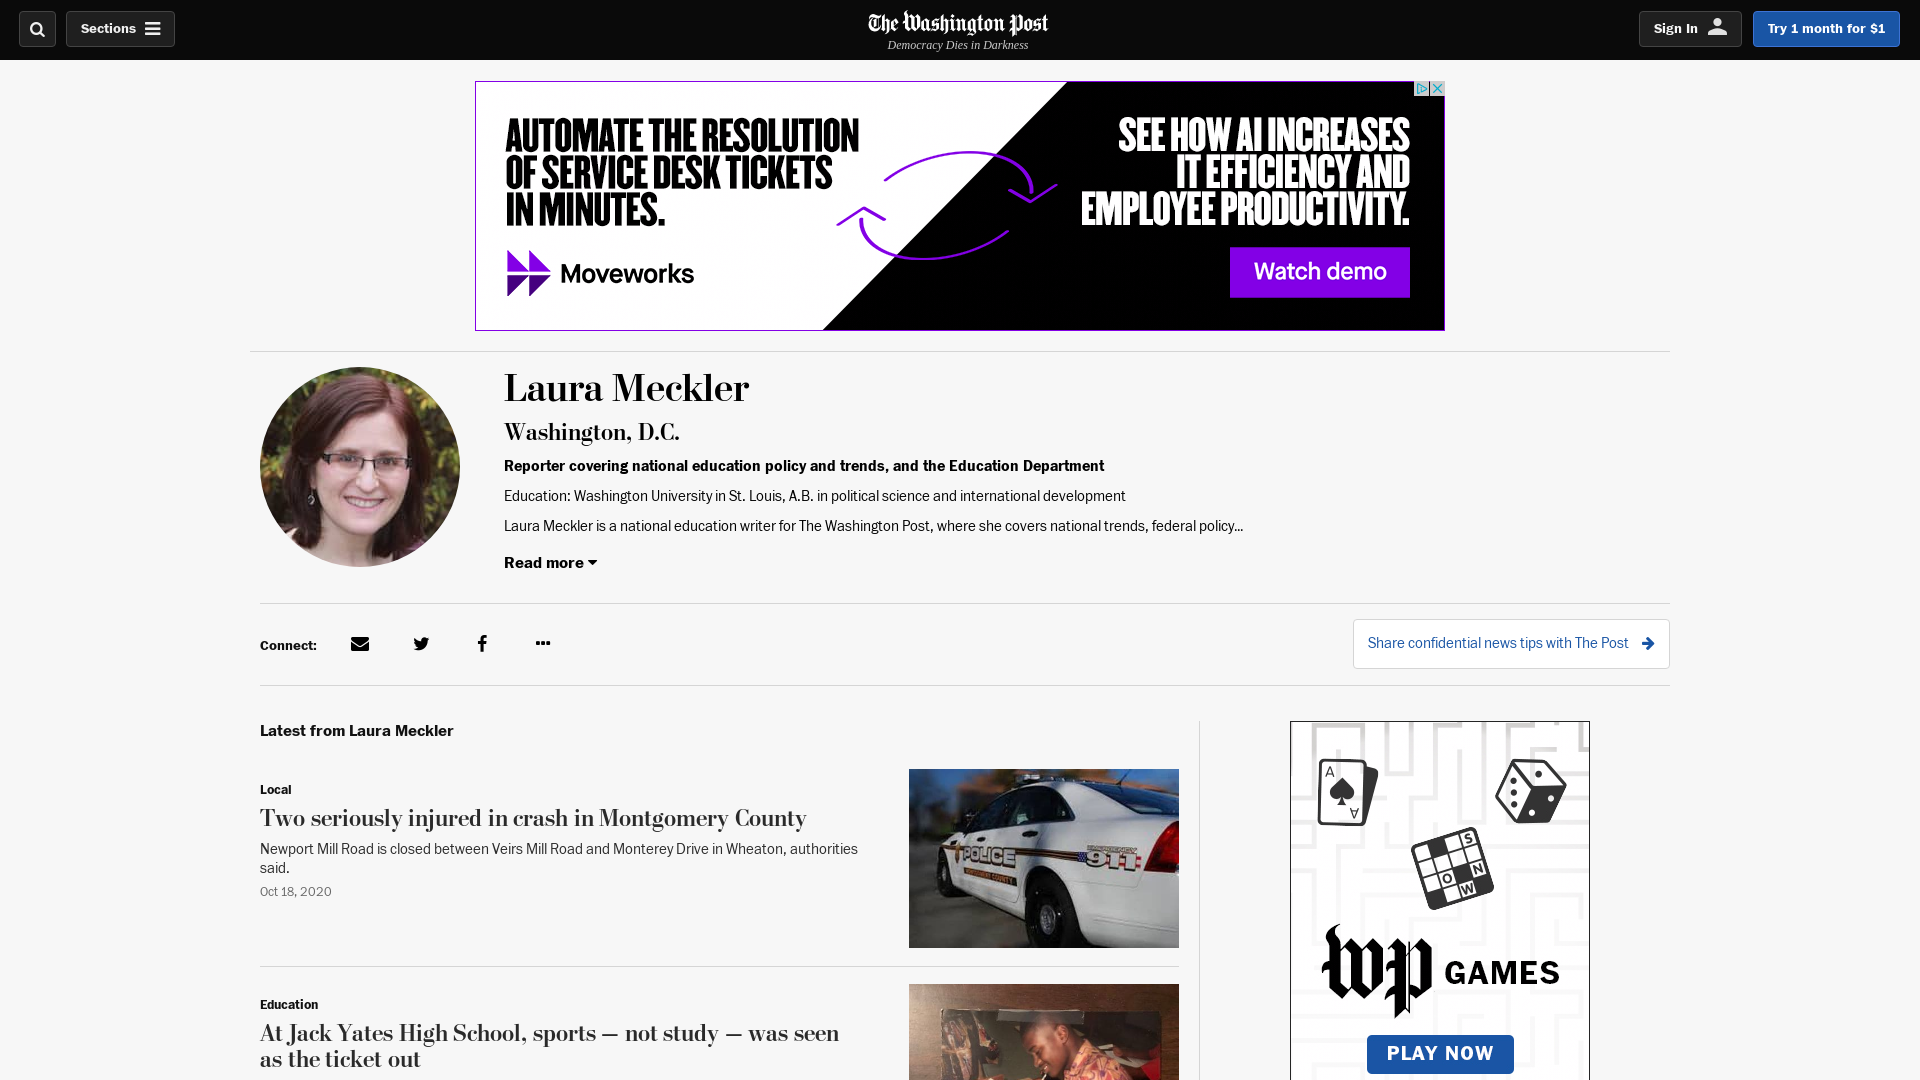 Sections
The Washington Post
Democracy Dies in Darkness
Sign In
Try 1 month for $1
AUTOMATE THE RESOLUTION
OF SERVICE DESK TICKETS
IN MINUTES.
Moveworks
SEE HOW AI INCREASES
IT EFFICIENCY AND
EMPLOYEE PRODUCTIVITY.
Watch demo
Laura Meckler
Washington, D.C.
Reporter covering national education policy and trends, and the Education Department
Education: Washington University in St. Louis, A.B. in political science and international development
Laura Meckler is a national education writer for The Washington Post, where she covers national trends, federal policy...
Read more
Connect:
Share confidential news tips with The Post
Latest from Laura Meckler
Local
Two seriously injured in crash in Montgomery County
Newport Mill Road is closed between Veirs Mill Road and Monterey Drive in Wheaton, authorities
said.
Oct 18, 2020
POLICE
EMERGENCY
911
Education
At Jack Yates High School, sports — not study — was seen
as the ticket out
A
A
S
O
N
W
wp GAMES
PLAY NOW